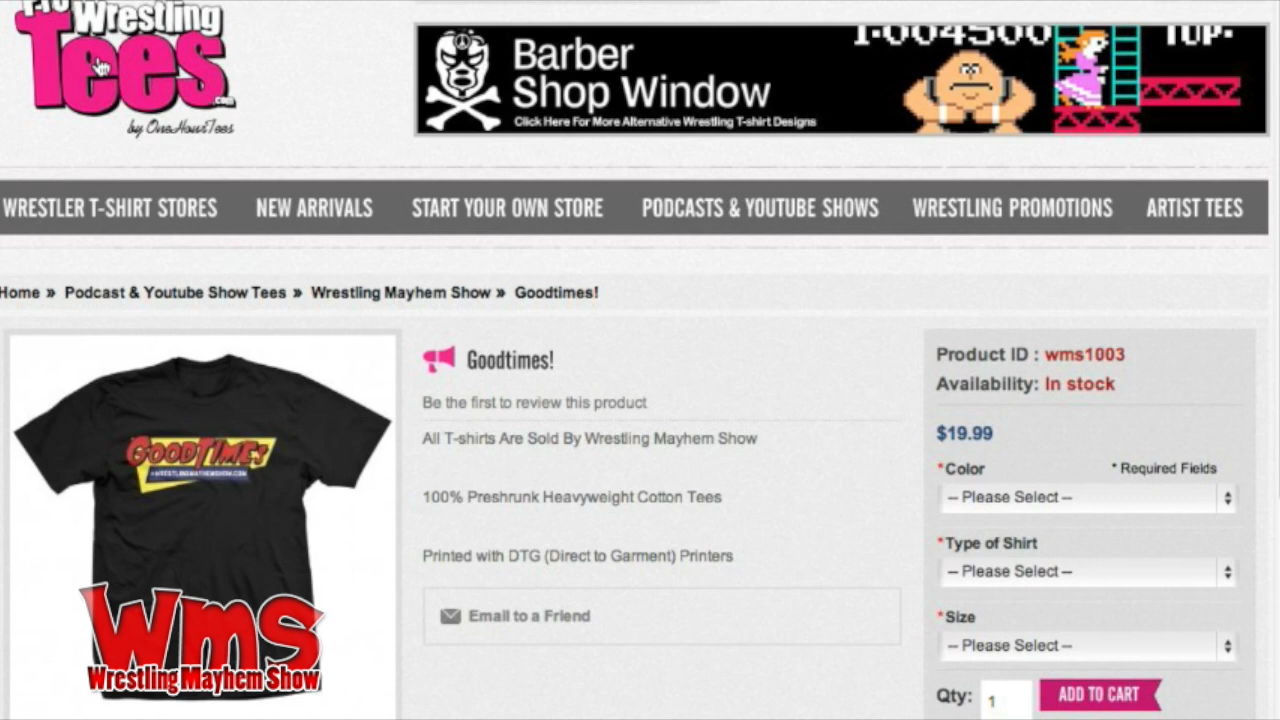 Pro
Wrestling
Tees
.com
by OneHourTees
Barber
Shop Window
Click Here For More Alternative Wrestling T-shirt Designs
1-004500
TOP-
WRESTLER T-SHIRT STORES
NEW ARRIVALS
START YOUR OWN STORE
PODCASTS & YOUTUBE SHOWS
WRESTLING PROMOTIONS
ARTIST TEES
Home » Podcast & Youtube Show Tees » Wrestling Mayhem Show » Goodtimes!
GOODTIMES
Wms
Wrestling Mayhem Show
Goodtimes!
Be the first to review this product
All T-shirts Are Sold By Wrestling Mayhem Show
100% Preshrunk Heavyweight Cotton Tees
Printed with DTG (Direct to Garment) Printers
Email to a Friend
Product ID : wms1003
Availability: In stock
$19.99
*Color
* Required Fields
-- Please Select --
*Type of Shirt
-- Please Select --
*Size
-- Please Select --
Qty: 1
ADD TO CART